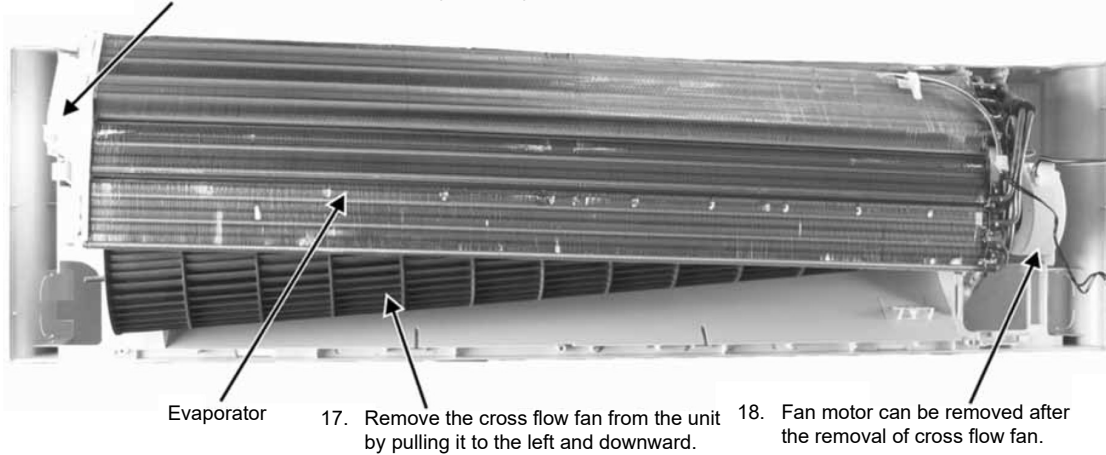 Evaporator
17. Remove the cross flow fan from the unit
by pulling it to the left and downward.
18. Fan motor can be removed after
the removal of cross flow fan.